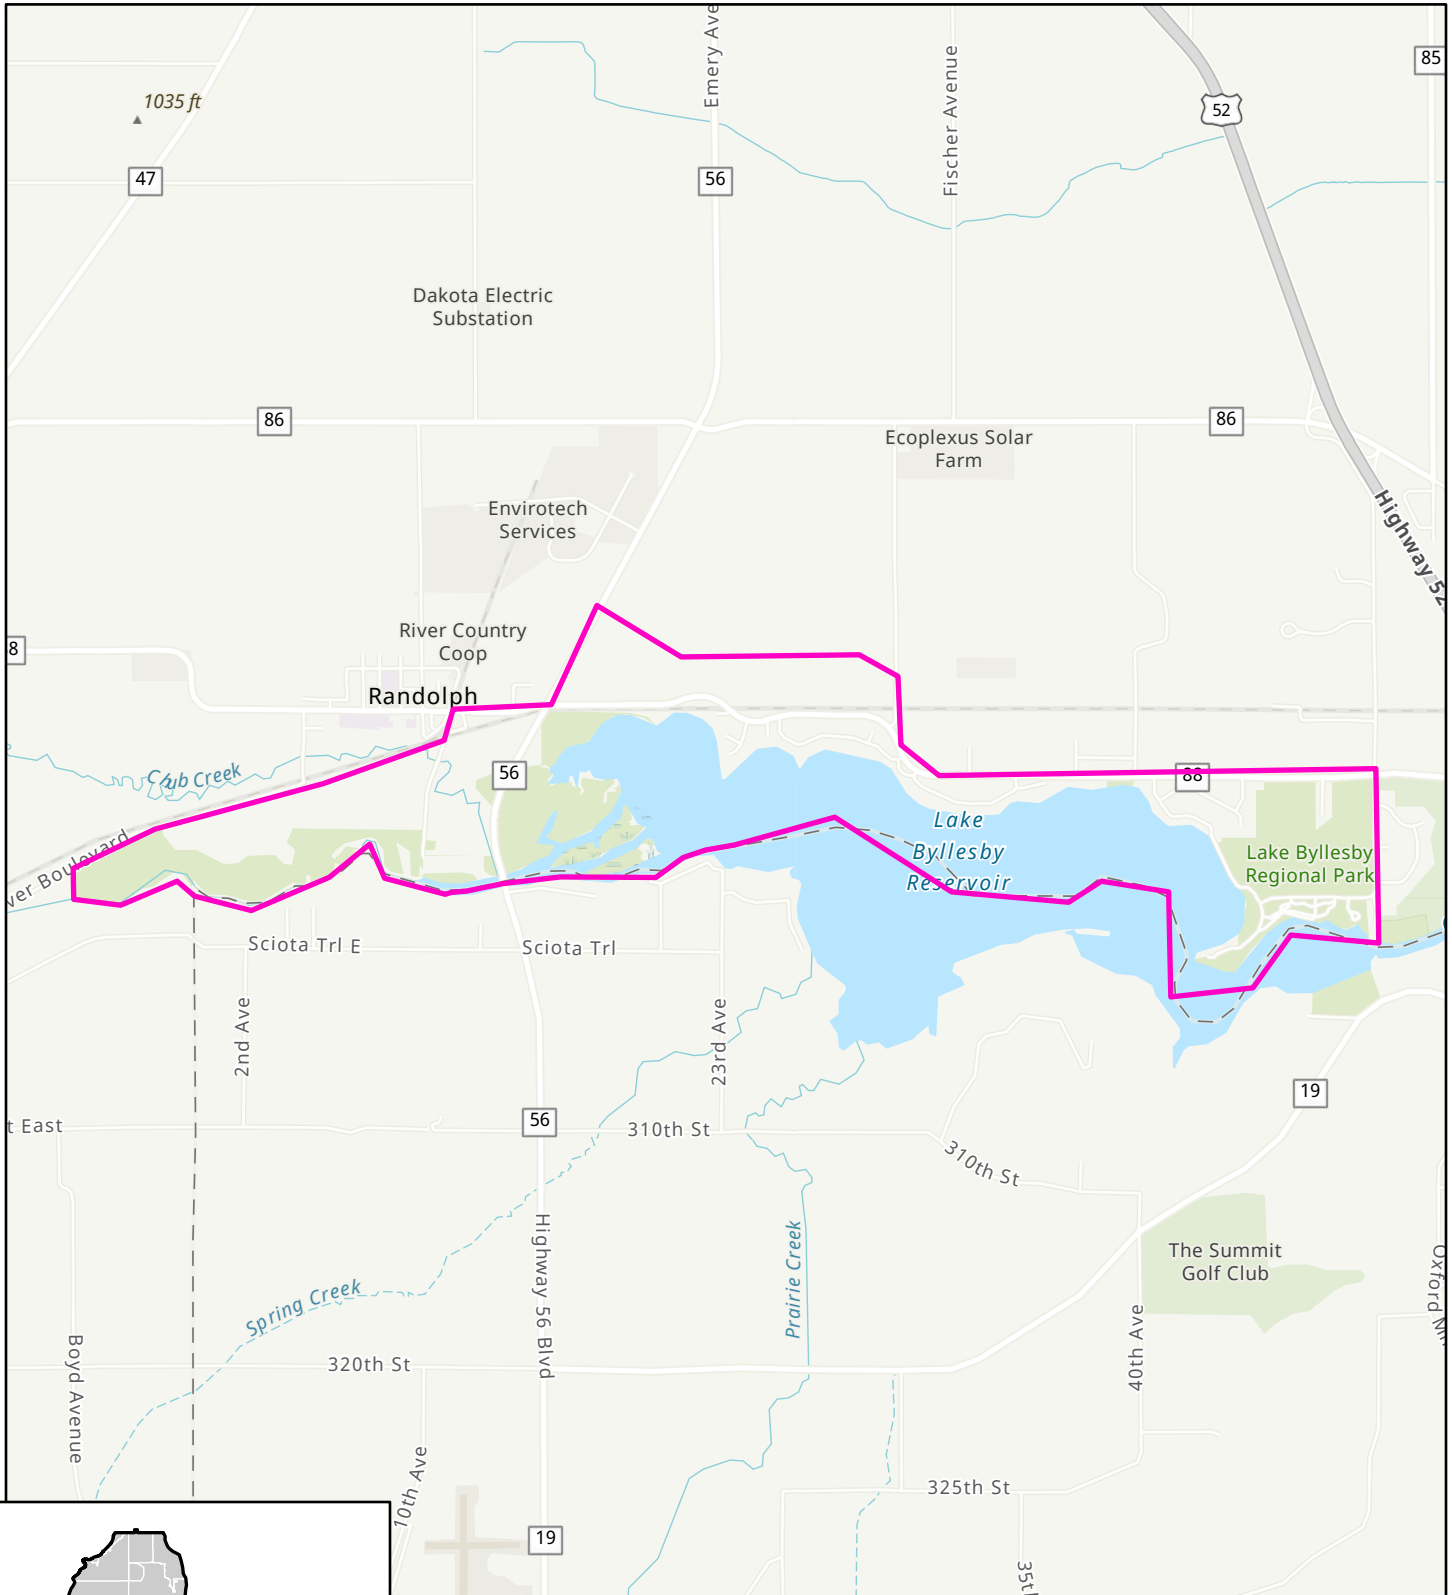 Emery Ave
Fischer Avenue
85
1035 ft
52
47
56
Dakota Electric
Substation
86
86
Ecoplexus Solar
Farm
Envirotech
Services
Highway 52
River Country
Coop
8
Randolph
Chub Creek
56
88
Lake
Byllesby
Reservoir
Lake Byllesby
Regional Park
ver Boulevard
Sciota Trl E
Sciota Trl
2nd Ave
23rd Ave
19
t East
56
310th St
310th St
Highway 56 Blvd
Prairie Creek
The Summit
Golf Club
Spring Creek
Boyd Avenue
320th St
40th Ave
10th Ave
325th St
19